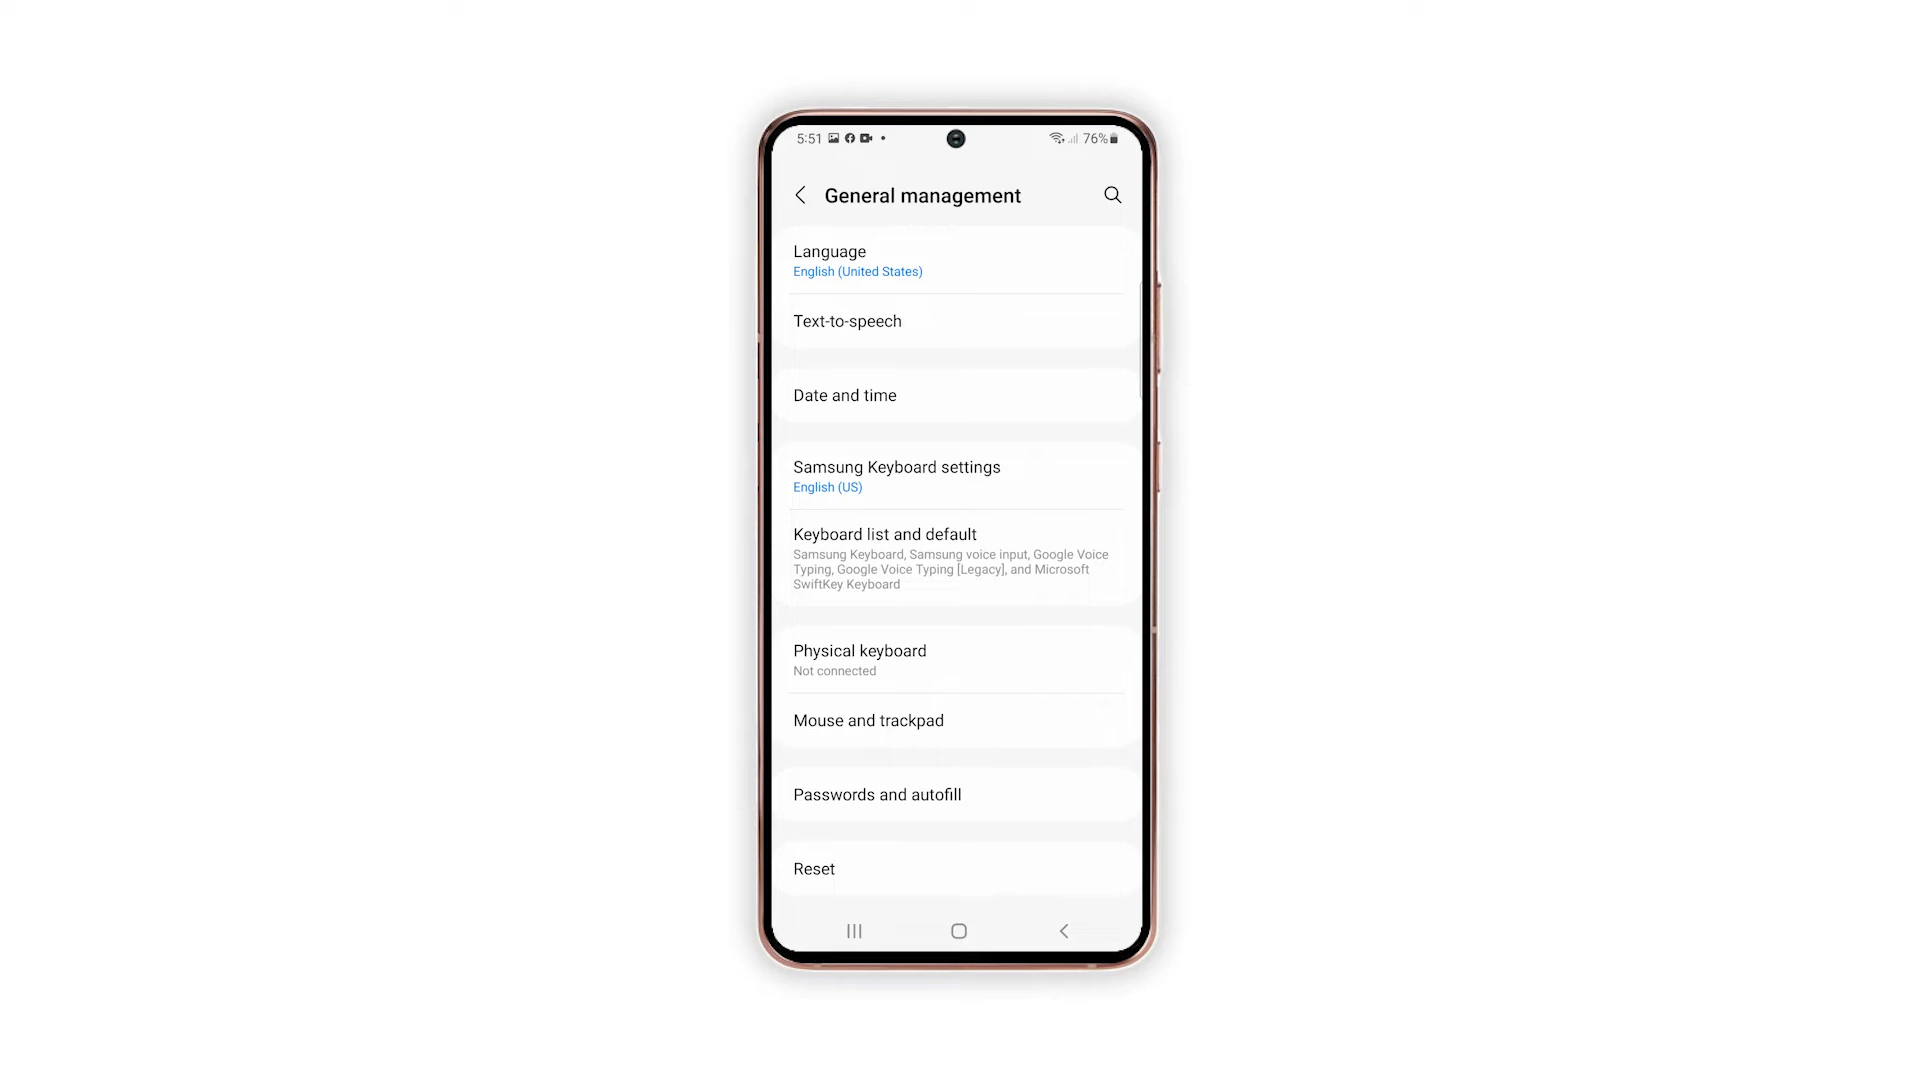 5:51
76%
General management
Language
English (United States)
Text-to-speech
Date and time
Samsung Keyboard settings
English (US)
Keyboard list and default
Samsung Keyboard, Samsung voice input, Google Voice
Typing, Google Voice Typing [Legacy], and Microsoft
SwiftKey Keyboard
Physical keyboard
Not connected
Mouse and trackpad
Passwords and autofill
Reset